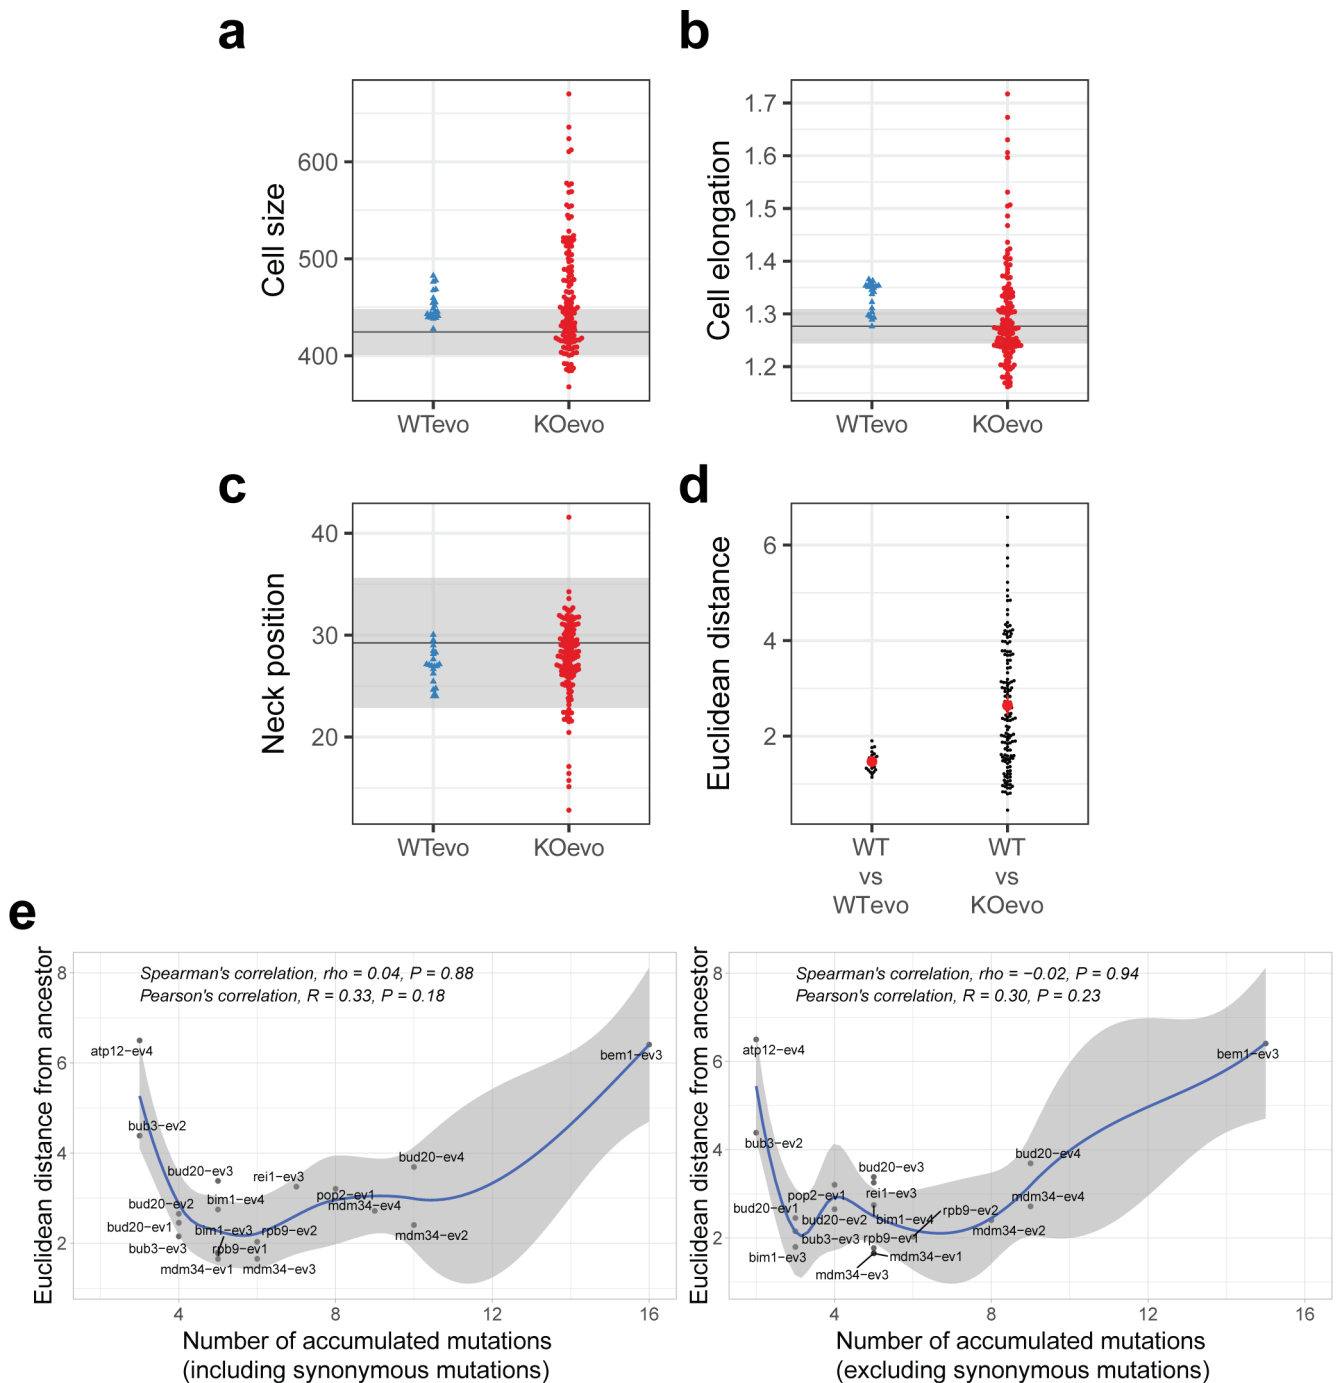 a
b
Cell size
600
500
400
WTevo
KOevo
Cell elongation
1.7
1.6
1.5
1.4
1.3
1.2
WTevo
KOevo
c
d
Neck position
40
30
20
WTevo
KOevo
Euclidean distance
6
4
2
WT
vs
WTevo
WT
vs
KOevo
e
Euclidean distance from ancestor
8
6
4
2
Spearman's correlation, rho = 0.04, P = 0.88
Pearson's correlation, R = 0.33, P = 0.18
atp12−ev4
bem1−ev3
bub3−ev2
bud20−ev3
rei1−ev3
bud20−ev4
bud20−ev2
bim1−ev4
pop2−ev1
mdm34−ev4
bud20−ev1
bim1−ev3
rpb9−ev2
mdm34−ev2
bub3−ev3
rpb9−ev1
mdm34−ev1
mdm34−ev3
4
8
12
16
Number of accumulated mutations
(including synonymous mutations)
Euclidean distance from ancestor
8
6
4
2
Spearman's correlation, rho = −0.02, P = 0.94
Pearson's correlation, R = 0.30, P = 0.23
atp12−ev4
bem1−ev3
bub3−ev2
bud20−ev3
bud20−ev4
pop2−ev1
rei1−ev3
mdm34−ev4
bud20−ev1
bud20−ev2
bim1−ev4
rpb9−ev2
mdm34−ev2
bub3−ev3
rpb9−ev1
bim1−ev3
mdm34−ev1
mdm34−ev3
4
8
12
16
Number of accumulated mutations
(excluding synonymous mutations)